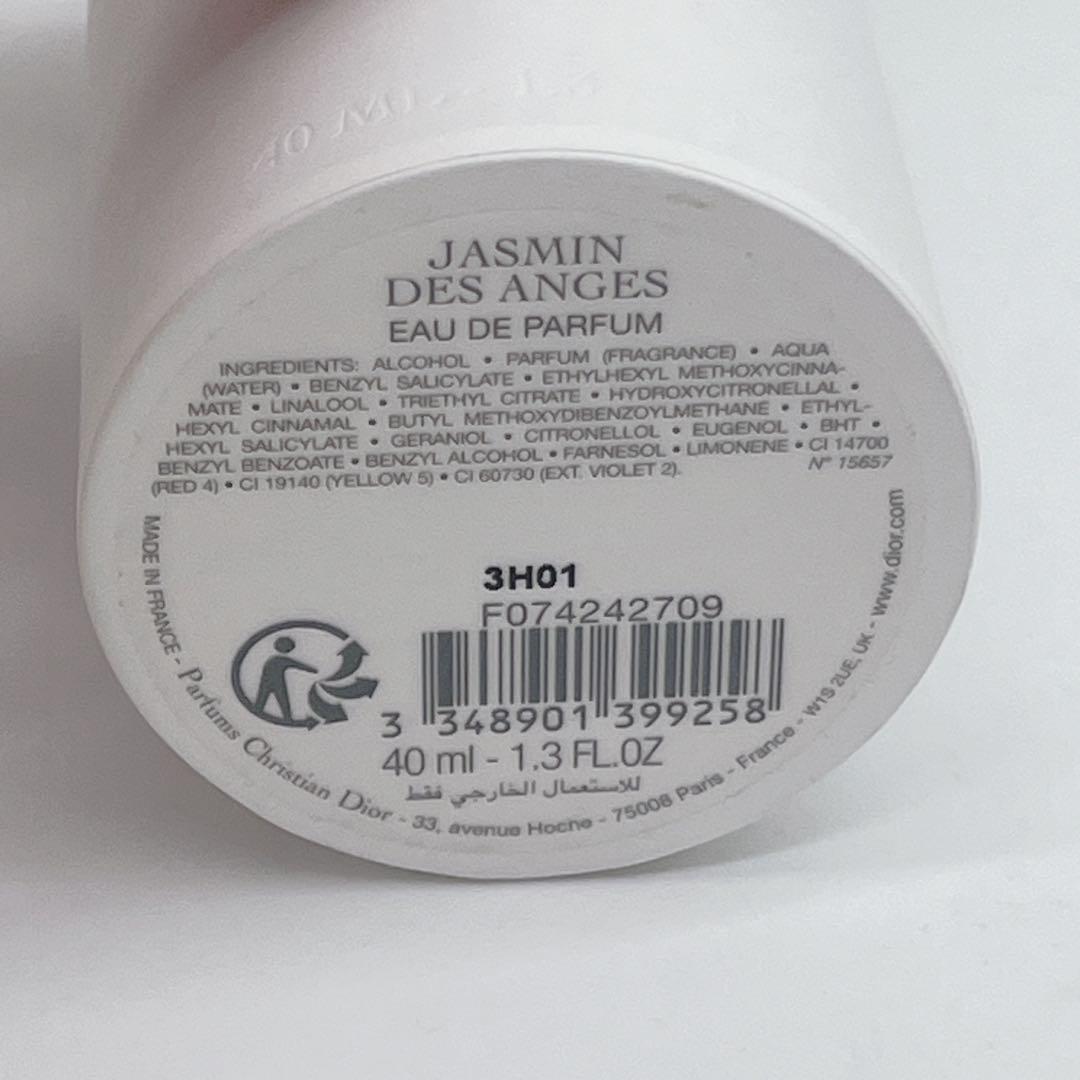 JASMIN
DES ANGES
EAU DE PARFUM
INGREDIENTS: ALCOHOL • PARFUM (FRAGRANCE) • AQUA
(WATER) • BENZYL SALICYLATE • ETHYLHEXYL METHOXYCINNA-
MATE • LINALOOL • TRIETHYL CITRATE • HYDROXYCITRONELLAL •
HEXYL CINNAMAL • BUTYL METHOXYDIBENZOYLMETHANE • ETHYL-
HEXYL SALICYLATE • GERANIOL • CITRONELLOL • EUGENOL • BHT •
BENZYL BENZOATE • BENZYL ALCOHOL • FARNESOL • LIMONENE • CI 14700
(RED 4) • CI 19140 (YELLOW 5) • CI 60730 (EXT. VIOLET 2).
N° 15657
3H01
F074242709
3 348901 399258
40 ml - 1.3 FL.OZ
للاستعمال الخارجي فقط
MADE IN FRANCE - Parfums Christian Dior - 33, avenue Hoche - 75008 Paris - France - W1S 2UE, UK - www.dior.com